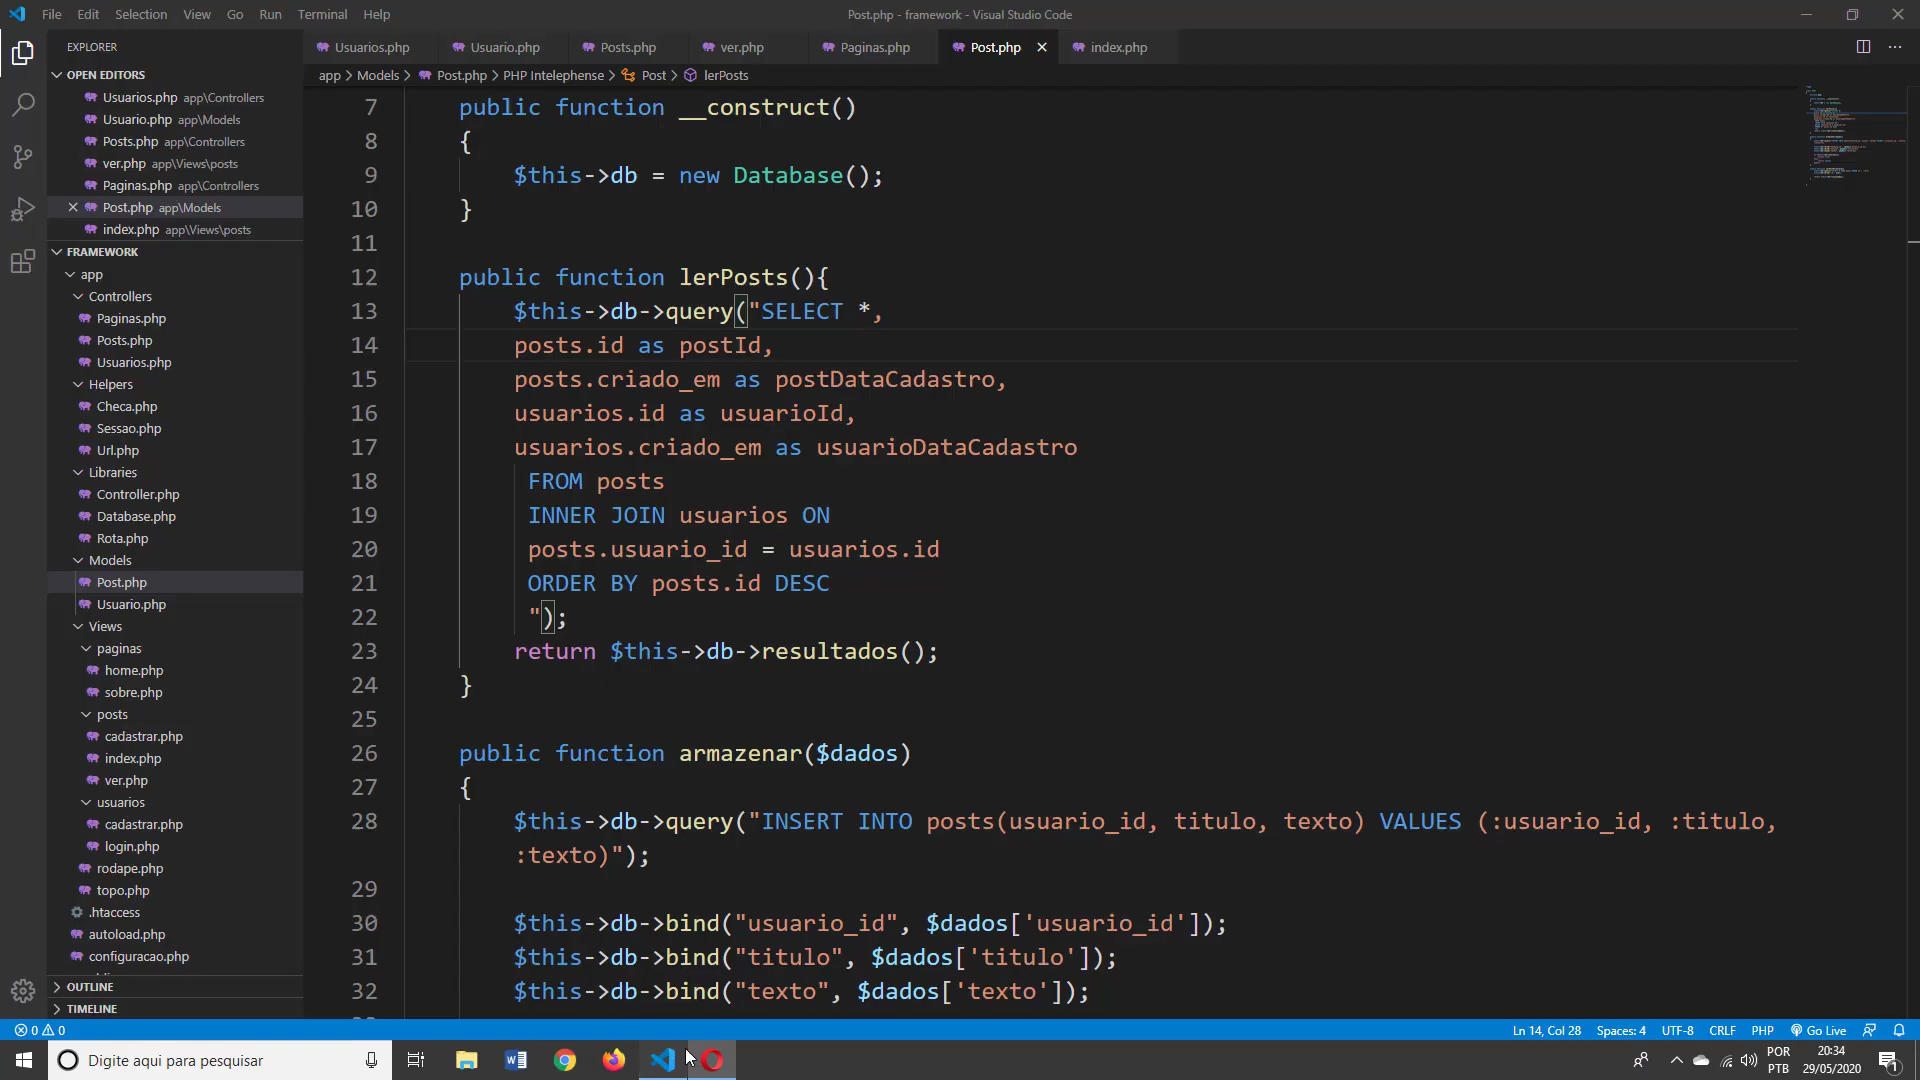 File Edit Selection View Go Run Terminal Help
Post.php - framework - Visual Studio Code
EXPLORER
OPEN EDITORS
Usuarios.php app\Controllers
Usuario.php app\Models
Posts.php app\Controllers
ver.php app\Views\posts
Paginas.php app\Controllers
Post.php app\Models
index.php app\Views\posts
FRAMEWORK
app
Controllers
Paginas.php
Posts.php
Usuarios.php
Helpers
Checa.php
Sessao.php
Url.php
Libraries
Controller.php
Database.php
Rota.php
Models
Post.php
Usuario.php
Views
paginas
home.php
sobre.php
posts
cadastrar.php
index.php
ver.php
usuarios
cadastrar.php
login.php
rodape.php
topo.php
.htaccess
autoload.php
configuracao.php
OUTLINE
TIMELINE
Usuarios.php Usuario.php Posts.php ver.php Paginas.php Post.php index.php
app > Models > Post.php > PHP Intelephense > Post > lerPosts
7 public function __construct()
8 {
9 $this->db = new Database();
10 }
11
12 public function lerPosts(){
13 $this->db->query("SELECT *,
14 posts.id as postId,
15 posts.criado_em as postDataCadastro,
16 usuarios.id as usuarioId,
17 usuarios.criado_em as usuarioDataCadastro
18 FROM posts
19 INNER JOIN usuarios ON
20 posts.usuario_id = usuarios.id
21 ORDER BY posts.id DESC
22 ");
23 return $this->db->resultados();
24 }
25
26 public function armazenar($dados)
27 {
28 $this->db->query("INSERT INTO posts(usuario_id, titulo, texto) VALUES (:usuario_id, :titulo,
:texto)");
29
30 $this->db->bind("usuario_id", $dados['usuario_id']);
31 $this->db->bind("titulo", $dados['titulo']);
32 $this->db->bind("texto", $dados['texto']);
0 0
Ln 14, Col 28 Spaces: 4 UTF-8 CRLF PHP Go Live
Digite aqui para pesquisar
POR
PTB
20:34
29/05/2020
1